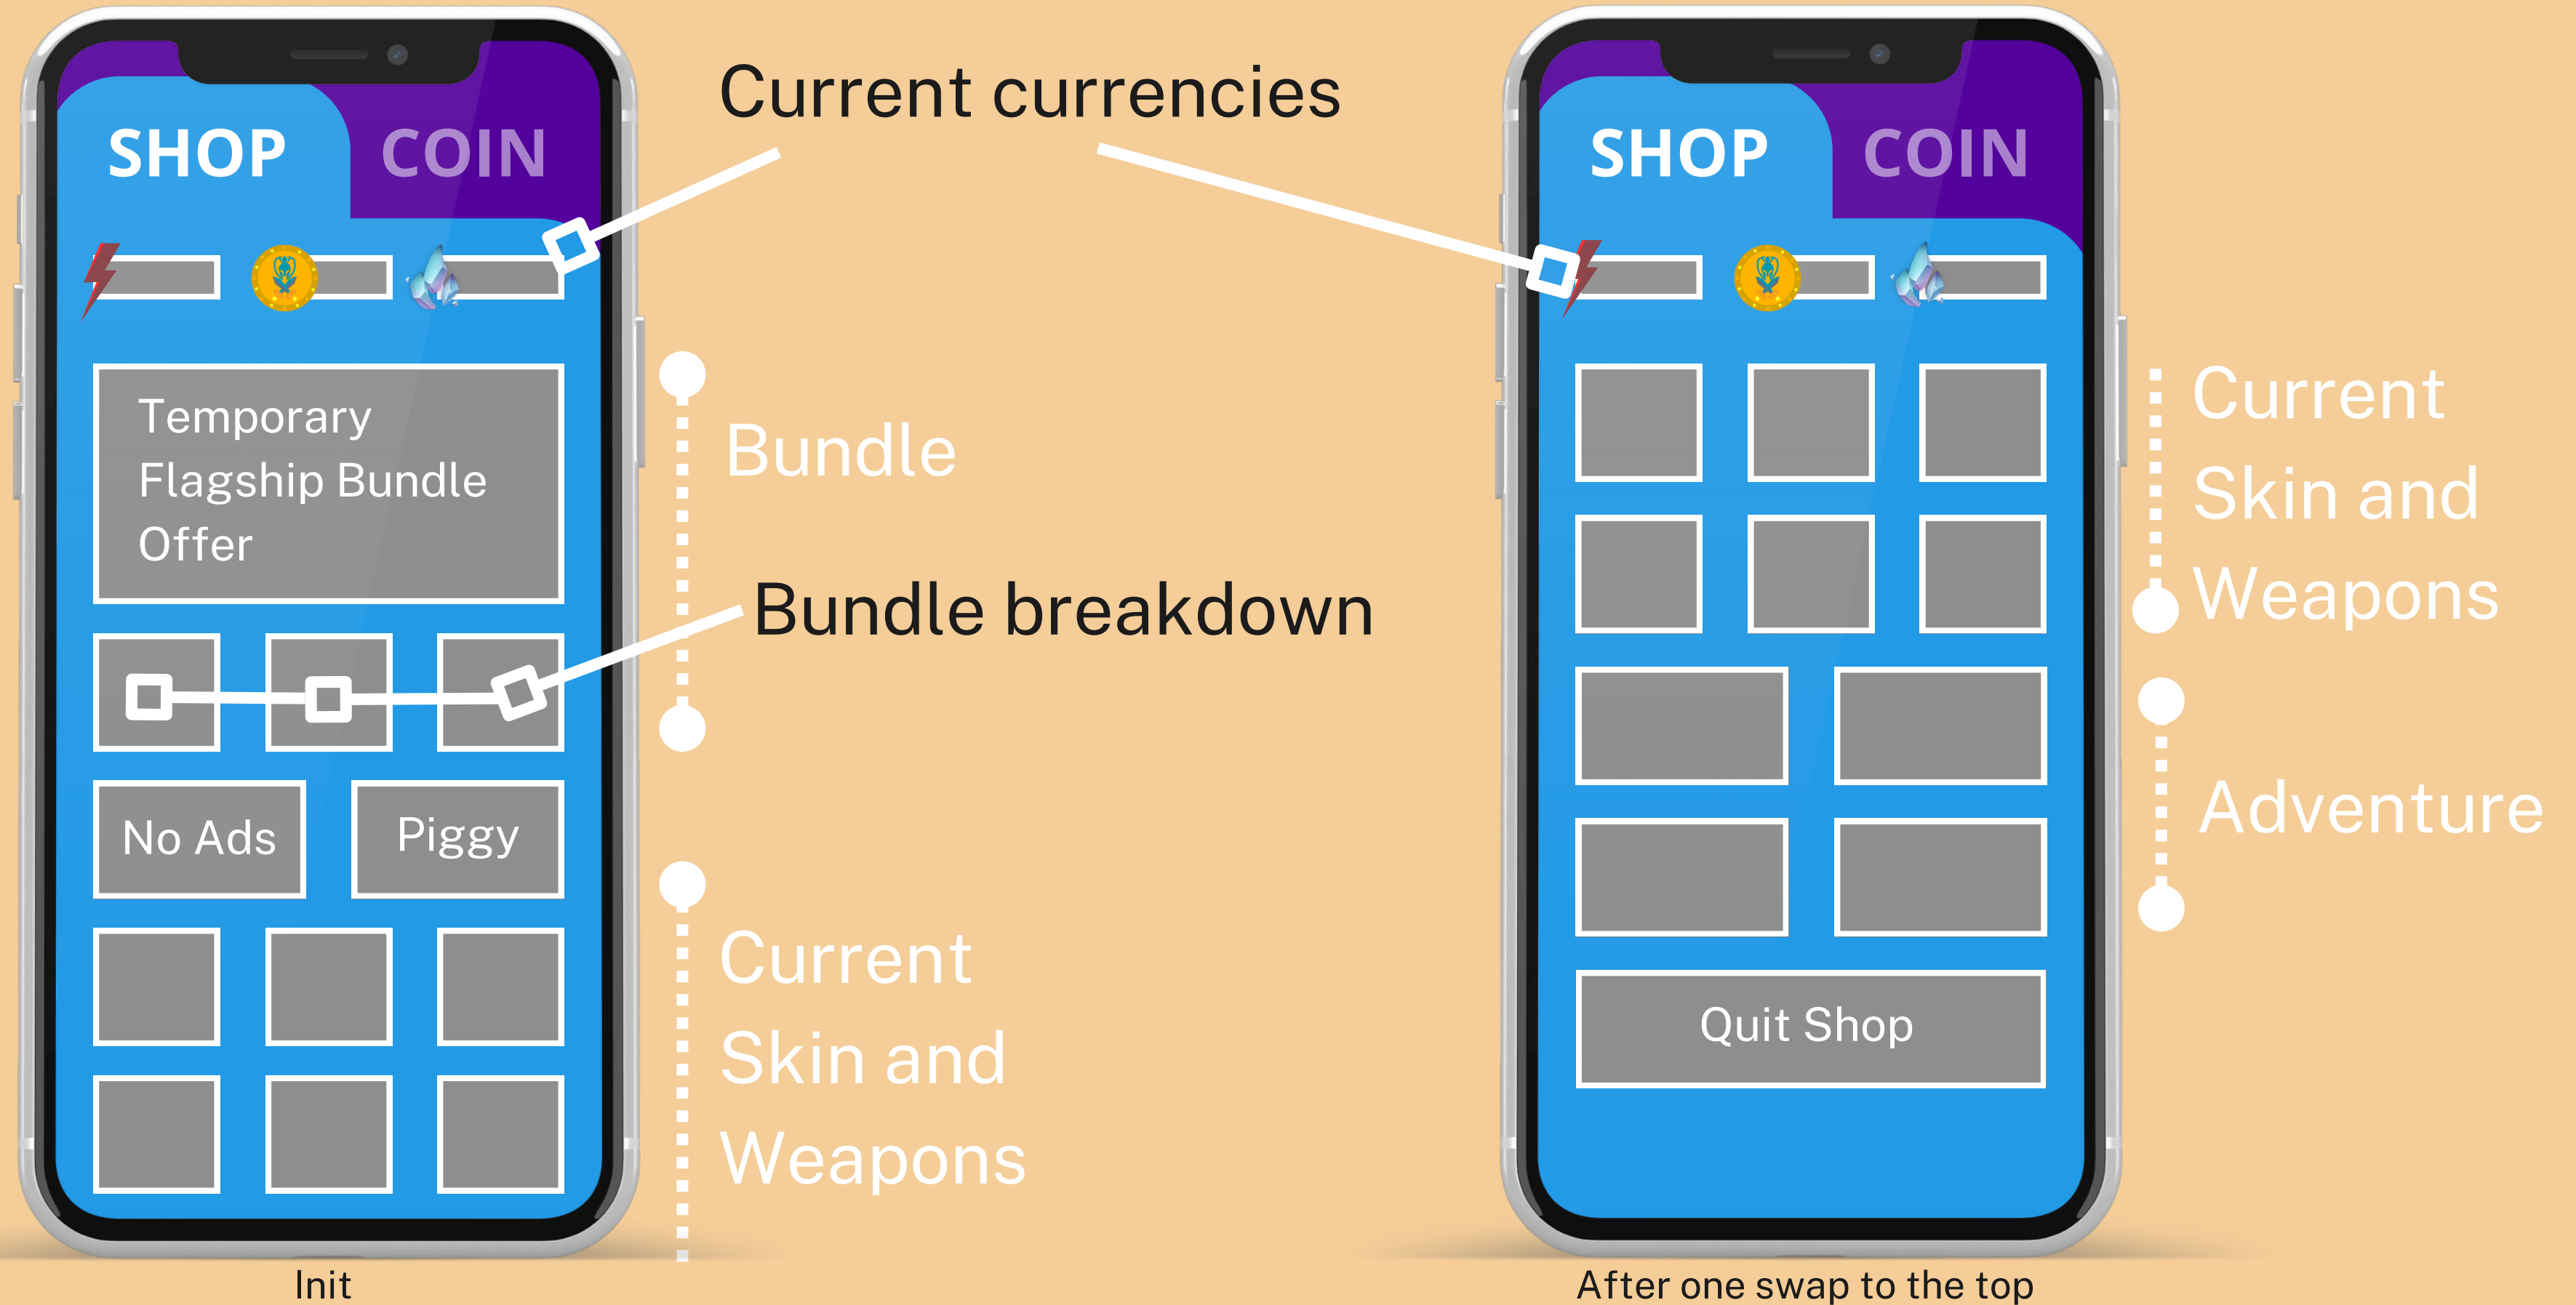 SHOP COIN
Temporary
Flagship Bundle
Offer
No Ads
Piggy
Init
Current currencies
Bundle
Bundle breakdown
Current
Skin and
Weapons
SHOP COIN
Quit Shop
After one swap to the top
Current
Skin and
Weapons
Adventure